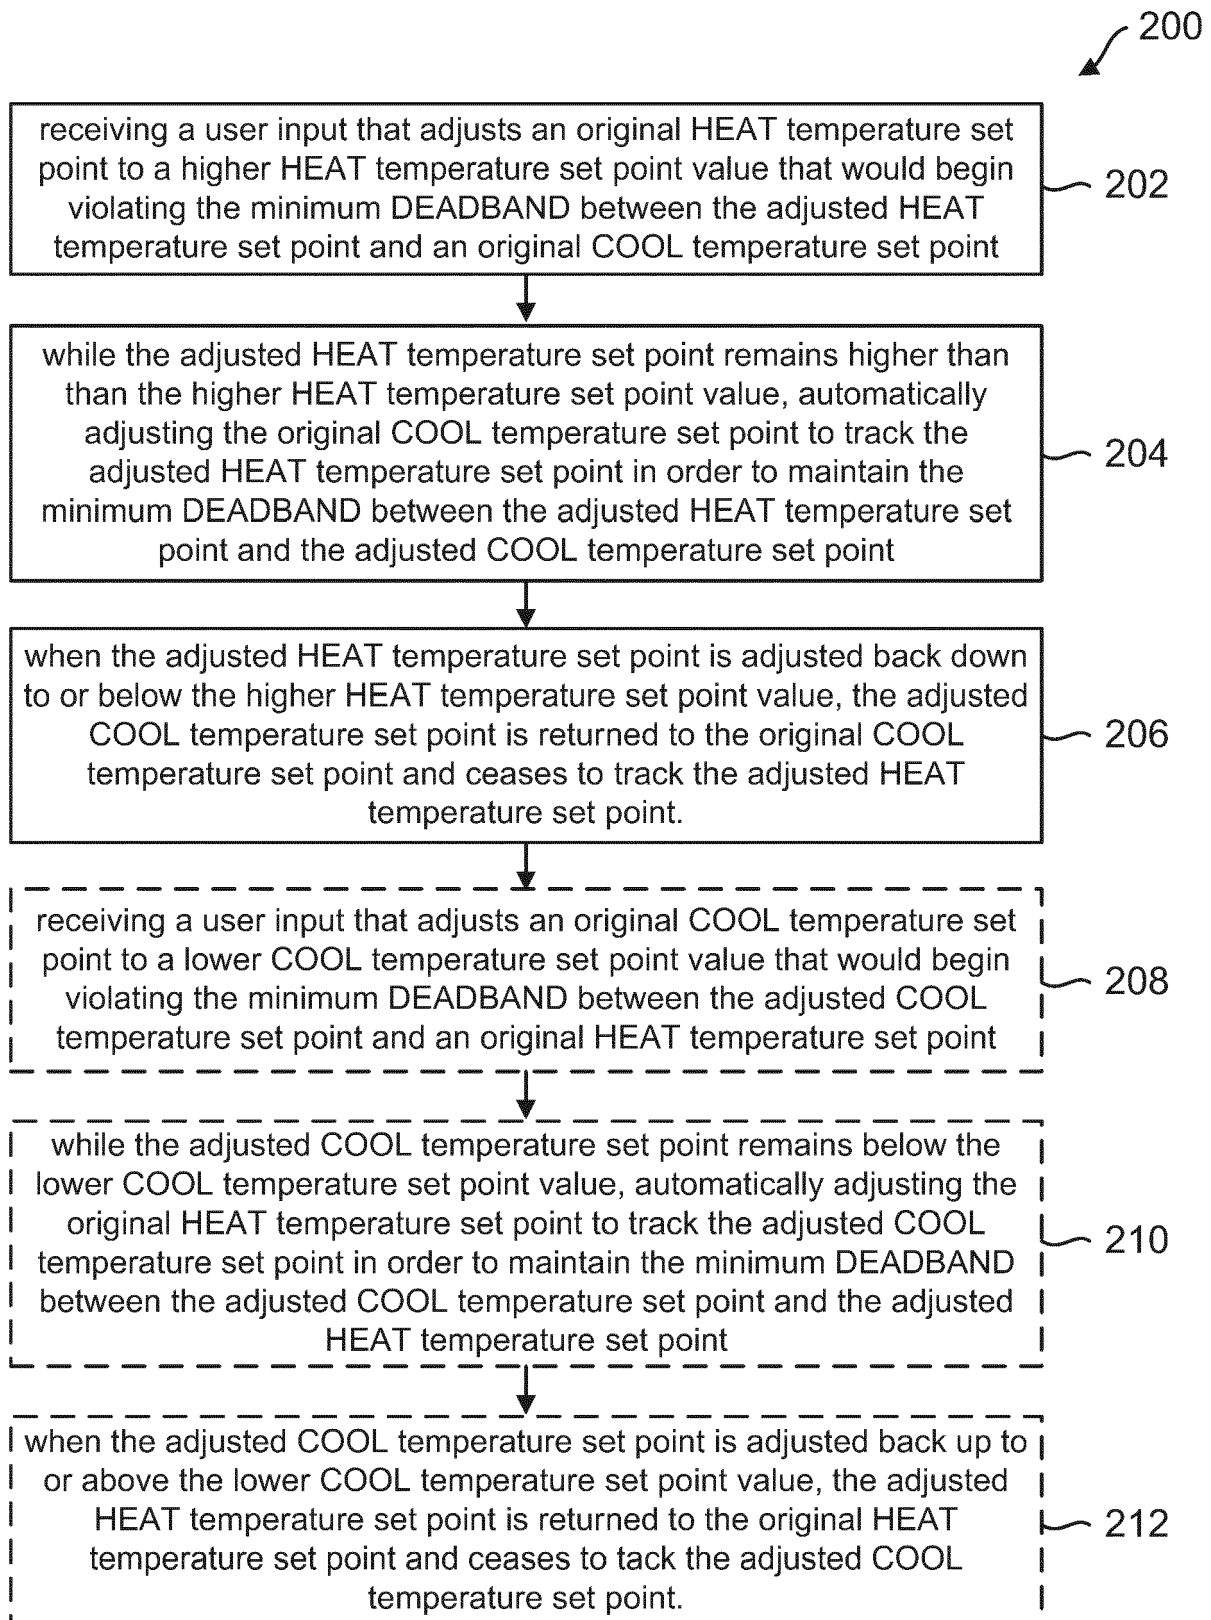 200
receiving a user input that adjusts an original HEAT temperature set
point to a higher HEAT temperature set point value that would begin
violating the minimum DEADBAND between the adjusted HEAT
temperature set point and an original COOL temperature set point
202
while the adjusted HEAT temperature set point remains higher than
than the higher HEAT temperature set point value, automatically
adjusting the original COOL temperature set point to track the
adjusted HEAT temperature set point in order to maintain the
minimum DEADBAND between the adjusted HEAT temperature set
point and the adjusted COOL temperature set point
204
when the adjusted HEAT temperature set point is adjusted back down
to or below the higher HEAT temperature set point value, the adjusted
COOL temperature set point is returned to the original COOL
temperature set point and ceases to track the adjusted HEAT
temperature set point.
206
receiving a user input that adjusts an original COOL temperature set
point to a lower COOL temperature set point value that would begin
violating the minimum DEADBAND between the adjusted COOL
temperature set point and an original HEAT temperature set point
208
while the adjusted COOL temperature set point remains below the
lower COOL temperature set point value, automatically adjusting the
original HEAT temperature set point to track the adjusted COOL
temperature set point in order to maintain the minimum DEADBAND
between the adjusted COOL temperature set point and the adjusted
HEAT temperature set point
210
when the adjusted COOL temperature set point is adjusted back up to
or above the lower COOL temperature set point value, the adjusted
HEAT temperature set point is returned to the original HEAT
temperature set point and ceases to tack the adjusted COOL
temperature set point.
212